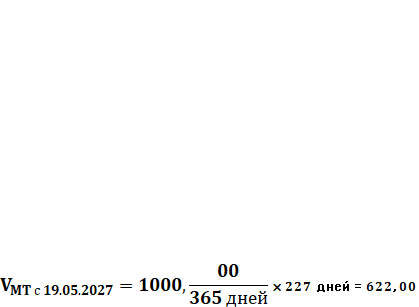 V_МТ с 19.05.2027 = 1000,00/365 дней × 227 дней = 622,00